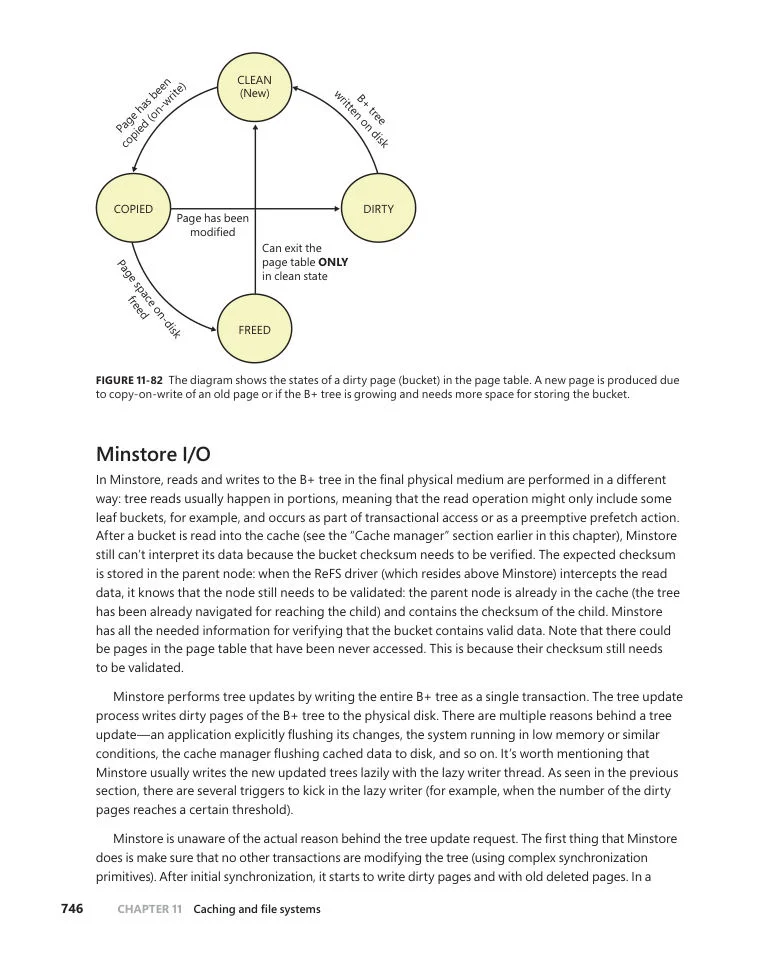 CLEAN
(New)
Page has been
copied (on-write)
B+ tree
written on disk
COPIED
DIRTY
Page has been
modified
Can exit the
page table ONLY
in clean state
Page space on-disk
freed
FREED
FIGURE 11-82 The diagram shows the states of a dirty page (bucket) in the page table. A new page is produced due
to copy-on-write of an old page or if the B+ tree is growing and needs more space for storing the bucket.
Minstore I/O
In Minstore, reads and writes to the B+ tree in the final physical medium are performed in a different
way: tree reads usually happen in portions, meaning that the read operation might only include some
leaf buckets, for example, and occurs as part of transactional access or as a preemptive prefetch action.
After a bucket is read into the cache (see the “Cache manager” section earlier in this chapter), Minstore
still can’t interpret its data because the bucket checksum needs to be verified. The expected checksum
is stored in the parent node: when the ReFS driver (which resides above Minstore) intercepts the read
data, it knows that the node still needs to be validated: the parent node is already in the cache (the tree
has been already navigated for reaching the child) and contains the checksum of the child. Minstore
has all the needed information for verifying that the bucket contains valid data. Note that there could
be pages in the page table that have been never accessed. This is because their checksum still needs
to be validated.
Minstore performs tree updates by writing the entire B+ tree as a single transaction. The tree update
process writes dirty pages of the B+ tree to the physical disk. There are multiple reasons behind a tree
update—an application explicitly flushing its changes, the system running in low memory or similar
conditions, the cache manager flushing cached data to disk, and so on. It’s worth mentioning that
Minstore usually writes the new updated trees lazily with the lazy writer thread. As seen in the previous
section, there are several triggers to kick in the lazy writer (for example, when the number of the dirty
pages reaches a certain threshold).
Minstore is unaware of the actual reason behind the tree update request. The first thing that Minstore
does is make sure that no other transactions are modifying the tree (using complex synchronization
primitives). After initial synchronization, it starts to write dirty pages and with old deleted pages. In a
746 CHAPTER 11 Caching and file systems